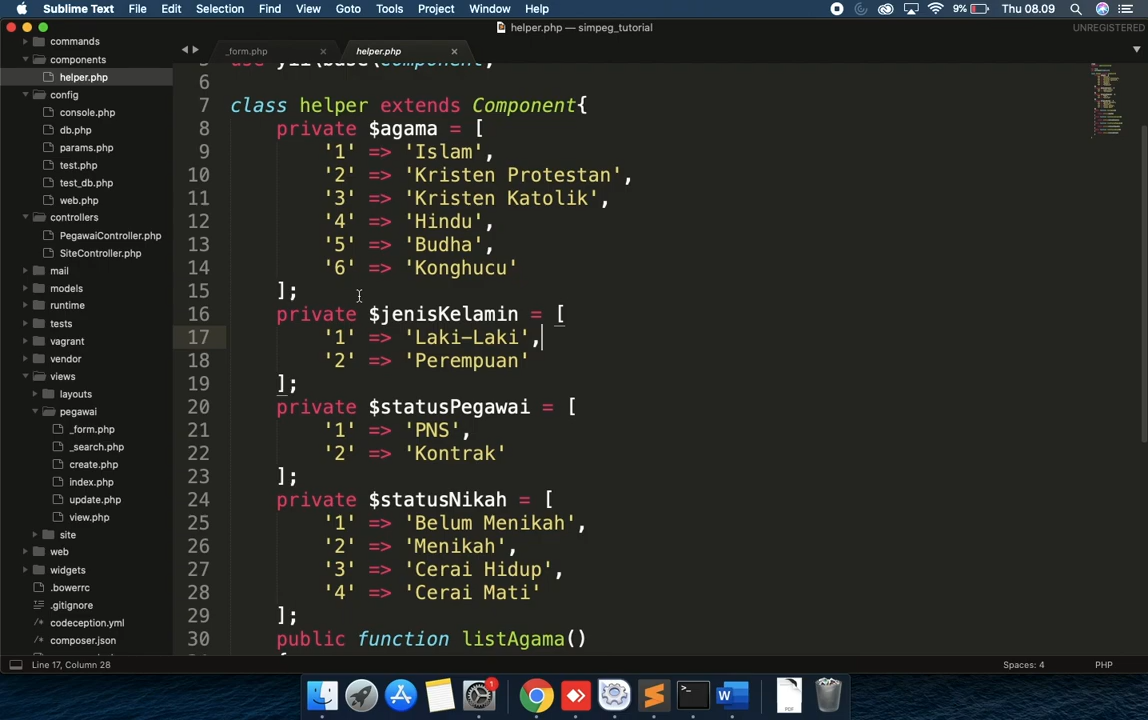 Sublime Text File Edit Selection Find View Goto Tools Project Window Help 9% Thu 08.09
helper.php — simpeg_tutorial UNREGISTERED
commands
components
helper.php
config
console.php
db.php
params.php
test.php
test_db.php
web.php
controllers
PegawaiController.php
SiteController.php
mail
models
runtime
tests
vagrant
vendor
views
layouts
pegawai
_form.php
_search.php
create.php
index.php
update.php
view.php
site
web
widgets
.bowerrc
.gitignore
codeception.yml
composer.json
_form.php × helper.php ×
5 use yii\base\Component;
6
7 class helper extends Component{
8 private $agama = [
9 '1' => 'Islam',
10 '2' => 'Kristen Protestan',
11 '3' => 'Kristen Katolik',
12 '4' => 'Hindu',
13 '5' => 'Budha',
14 '6' => 'Konghucu'
15 ];
16 private $jenisKelamin = [
17 '1' => 'Laki-Laki',
18 '2' => 'Perempuan'
19 ];
20 private $statusPegawai = [
21 '1' => 'PNS',
22 '2' => 'Kontrak'
23 ];
24 private $statusNikah = [
25 '1' => 'Belum Menikah',
26 '2' => 'Menikah',
27 '3' => 'Cerai Hidup',
28 '4' => 'Cerai Mati'
29 ];
30 public function listAgama()
Line 17, Column 28 Spaces: 4 PHP
1